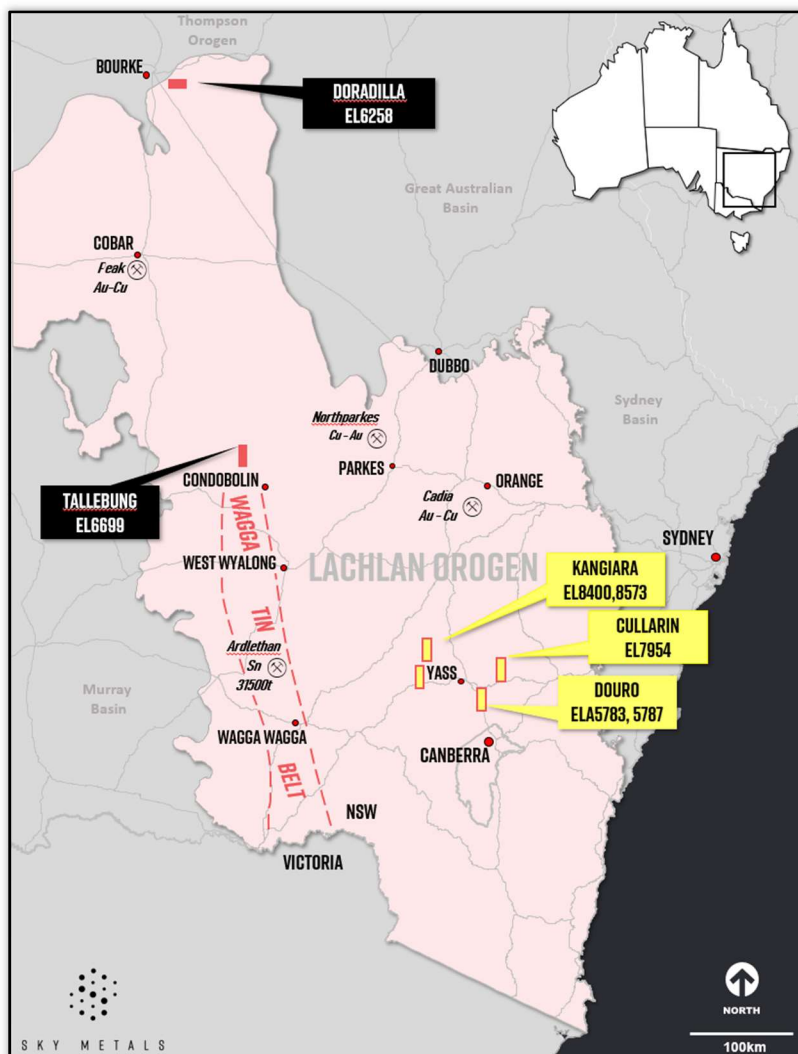 Thompson
Orogen
BOURKE
DORADILLA
EL6258
Great Australian
Basin
COBAR
Feak
Au-Cu
DUBBO
Sydney
Basin
Northparkes
Cu - Au
PARKES
ORANGE
Cadia
Au - Cu
CONDOBOLIN
TALLEBUNG
EL6699
WAGGA
TIN
BELT
SYDNEY
WEST WYALONG
LACHLAN OROGEN
KANGIARA
EL8400,8573
CULLARIN
EL7954
Ardlethan
Sn
31500t
YASS
DOURO
ELA5783, 5787
Murray
Basin
WAGGA WAGGA
CANBERRA
NSW
VICTORIA
NORTH
SKY METALS
100km